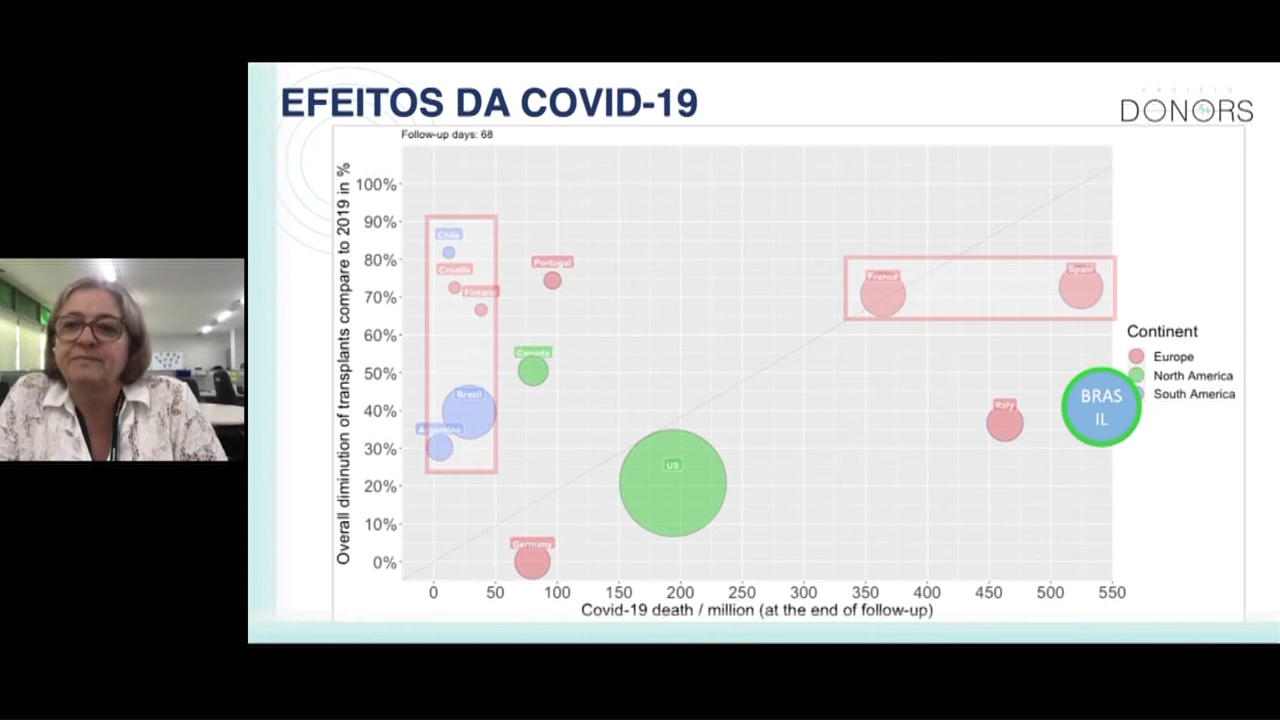 EFEITOS DA COVID-19
PROJETO
DONORS
Follow-up days: 68
Overall diminution of transplants compare to 2019 in %
100%
90%
80%
70%
60%
50%
40%
30%
20%
10%
0%
Chile
Croatia
Finland
Portugal
Canada
Brazil
Argentina
Germany
US
France
Spain
Italy
BRAS
IL
Continent
Europe
North America
South America
0 50 100 150 200 250 300 350 400 450 500 550
Covid-19 death / million (at the end of follow-up)